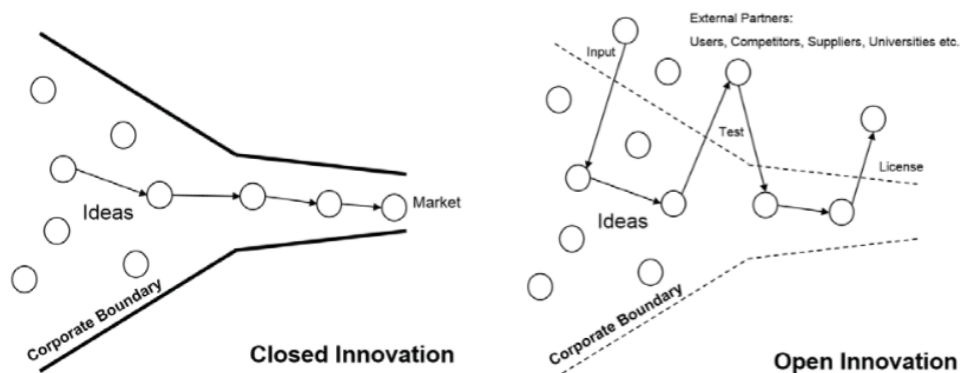 Ideas
Market
Corporate Boundary
Closed Innovation
External Partners:
Users, Competitors, Suppliers, Universities etc.
Input
Test
License
Ideas
Corporate Boundary
Open Innovation